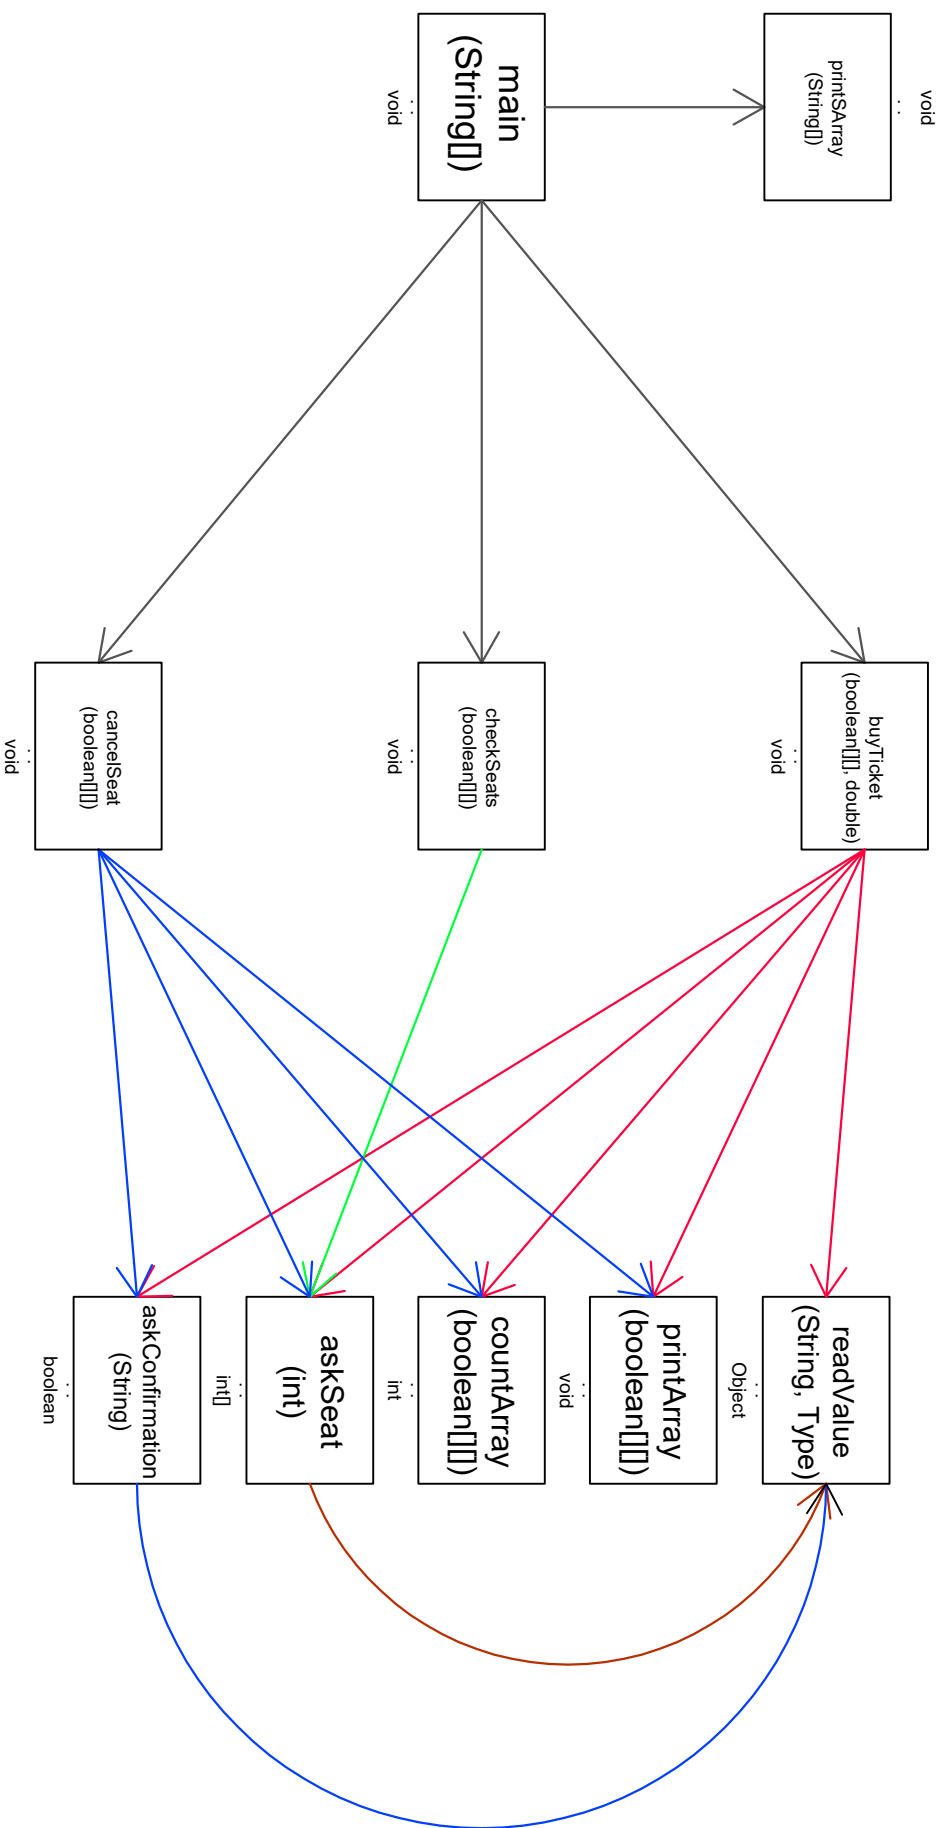 void
:
printSArray
(String[])
main
(String[])
:
void
buyTicket
(boolean[][], double)
:
void
checkSeats
(boolean[][])
:
void
cancelSeat
(boolean[][])
:
void
readValue
(String, Type)
:
Object
printArray
(boolean[][])
:
void
countArray
(boolean[][])
:
int
askSeat
(int)
:
int[]
askConfirmation
(String)
:
boolean